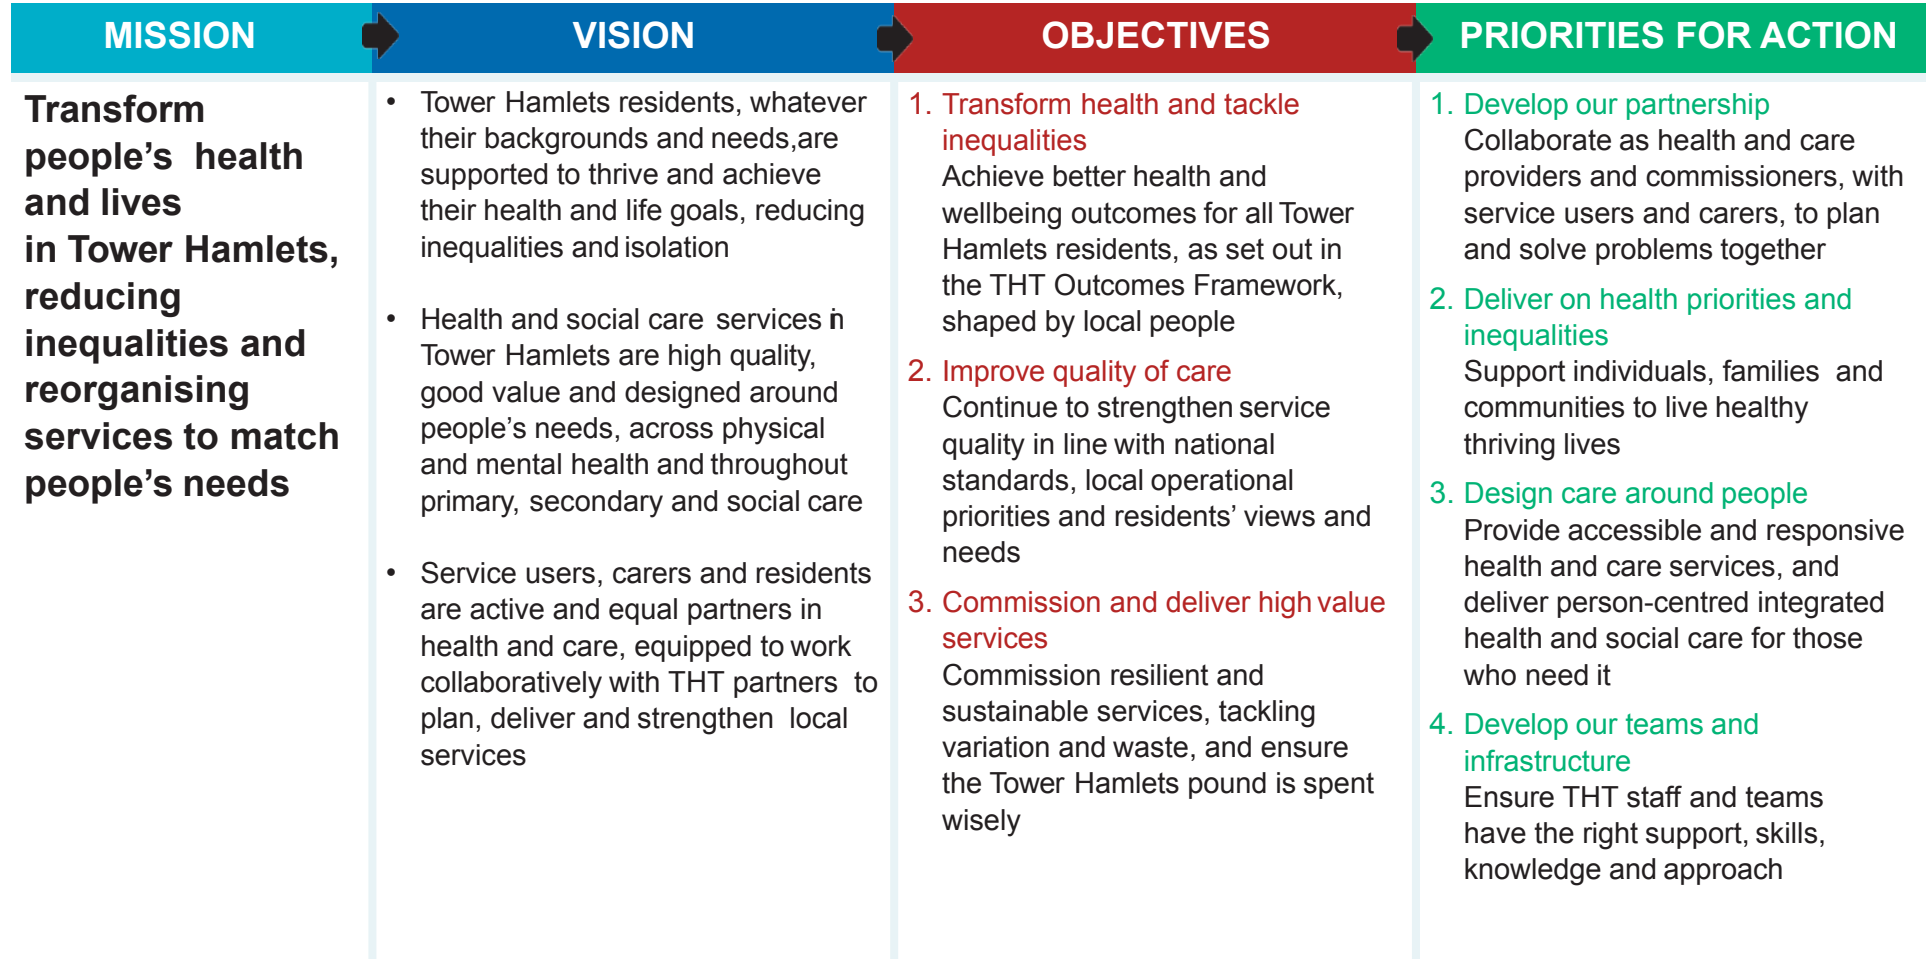 MISSION
VISION
OBJECTIVES
PRIORITIES FOR ACTION
Transform
people's health
and lives
in Tower Hamlets,
reducing
inequalities and
reorganising
services to match
people's needs
• Tower Hamlets residents, whatever
their backgrounds and needs,are
supported to thrive and achieve
their health and life goals, reducing
inequalities and isolation
• Health and social care services in
Tower Hamlets are high quality,
good value and designed around
people's needs, across physical
and mental health and throughout
primary, secondary and social care
• Service users, carers and residents
are active and equal partners in
health and care, equipped to work
collaboratively with THT partners to
plan, deliver and strengthen local
services
1. Transform health and tackle
inequalities
Achieve better health and
wellbeing outcomes for all Tower
Hamlets residents, as set out in
the THT Outcomes Framework,
shaped by local people
2. Improve quality of care
Continue to strengthen service
quality in line with national
standards, local operational
priorities and residents' views and
needs
3. Commission and deliver high value
services
Commission resilient and
sustainable services, tackling
variation and waste, and ensure
the Tower Hamlets pound is spent
wisely
1. Develop our partnership
Collaborate as health and care
providers and commissioners, with
service users and carers, to plan
and solve problems together
2. Deliver on health priorities and
inequalities
Support individuals, families and
communities to live healthy
thriving lives
3. Design care around people
Provide accessible and responsive
health and care services, and
deliver person-centred integrated
health and social care for those
who need it
4. Develop our teams and
infrastructure
Ensure THT staff and teams
have the right support, skills,
knowledge and approach